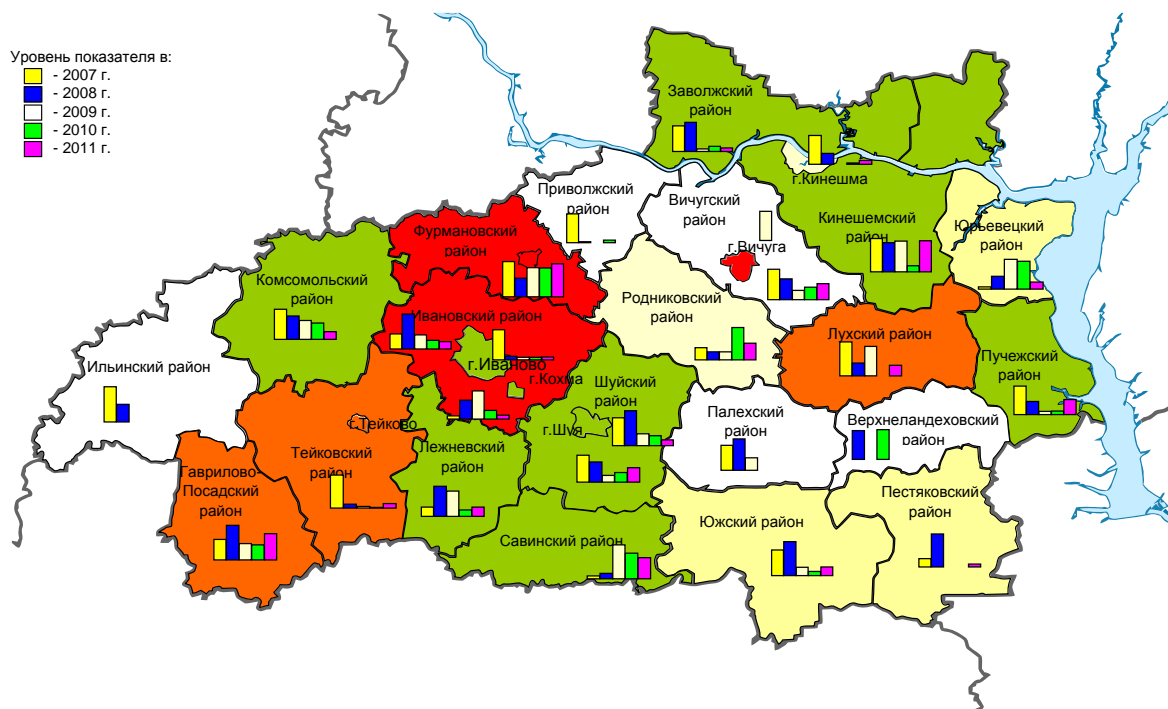 Уровень показателя в:
- 2007 г.
- 2008 г.
- 2009 г.
- 2010 г.
- 2011 г.
Заволжский
район
г.Кинешма
Приволжский
район
Вичугский
район
Кинешемский
район
Юрьевецкий
район
Фурмановский
район
г.Вичуга
Комсомольский
район
Родниковский
район
Ивановский район
Лухский район
Пучежский
район
Ильинский район
г.Иваново
г.Кохма
Шуйский
район
Палехский
район
Верхнеландеховский
район
г.Тейково
г.Шуя
Лежневский
район
Тейковский
район
Гаврилово-
Посадский
район
Пестяковский
район
Южский район
Савинский район